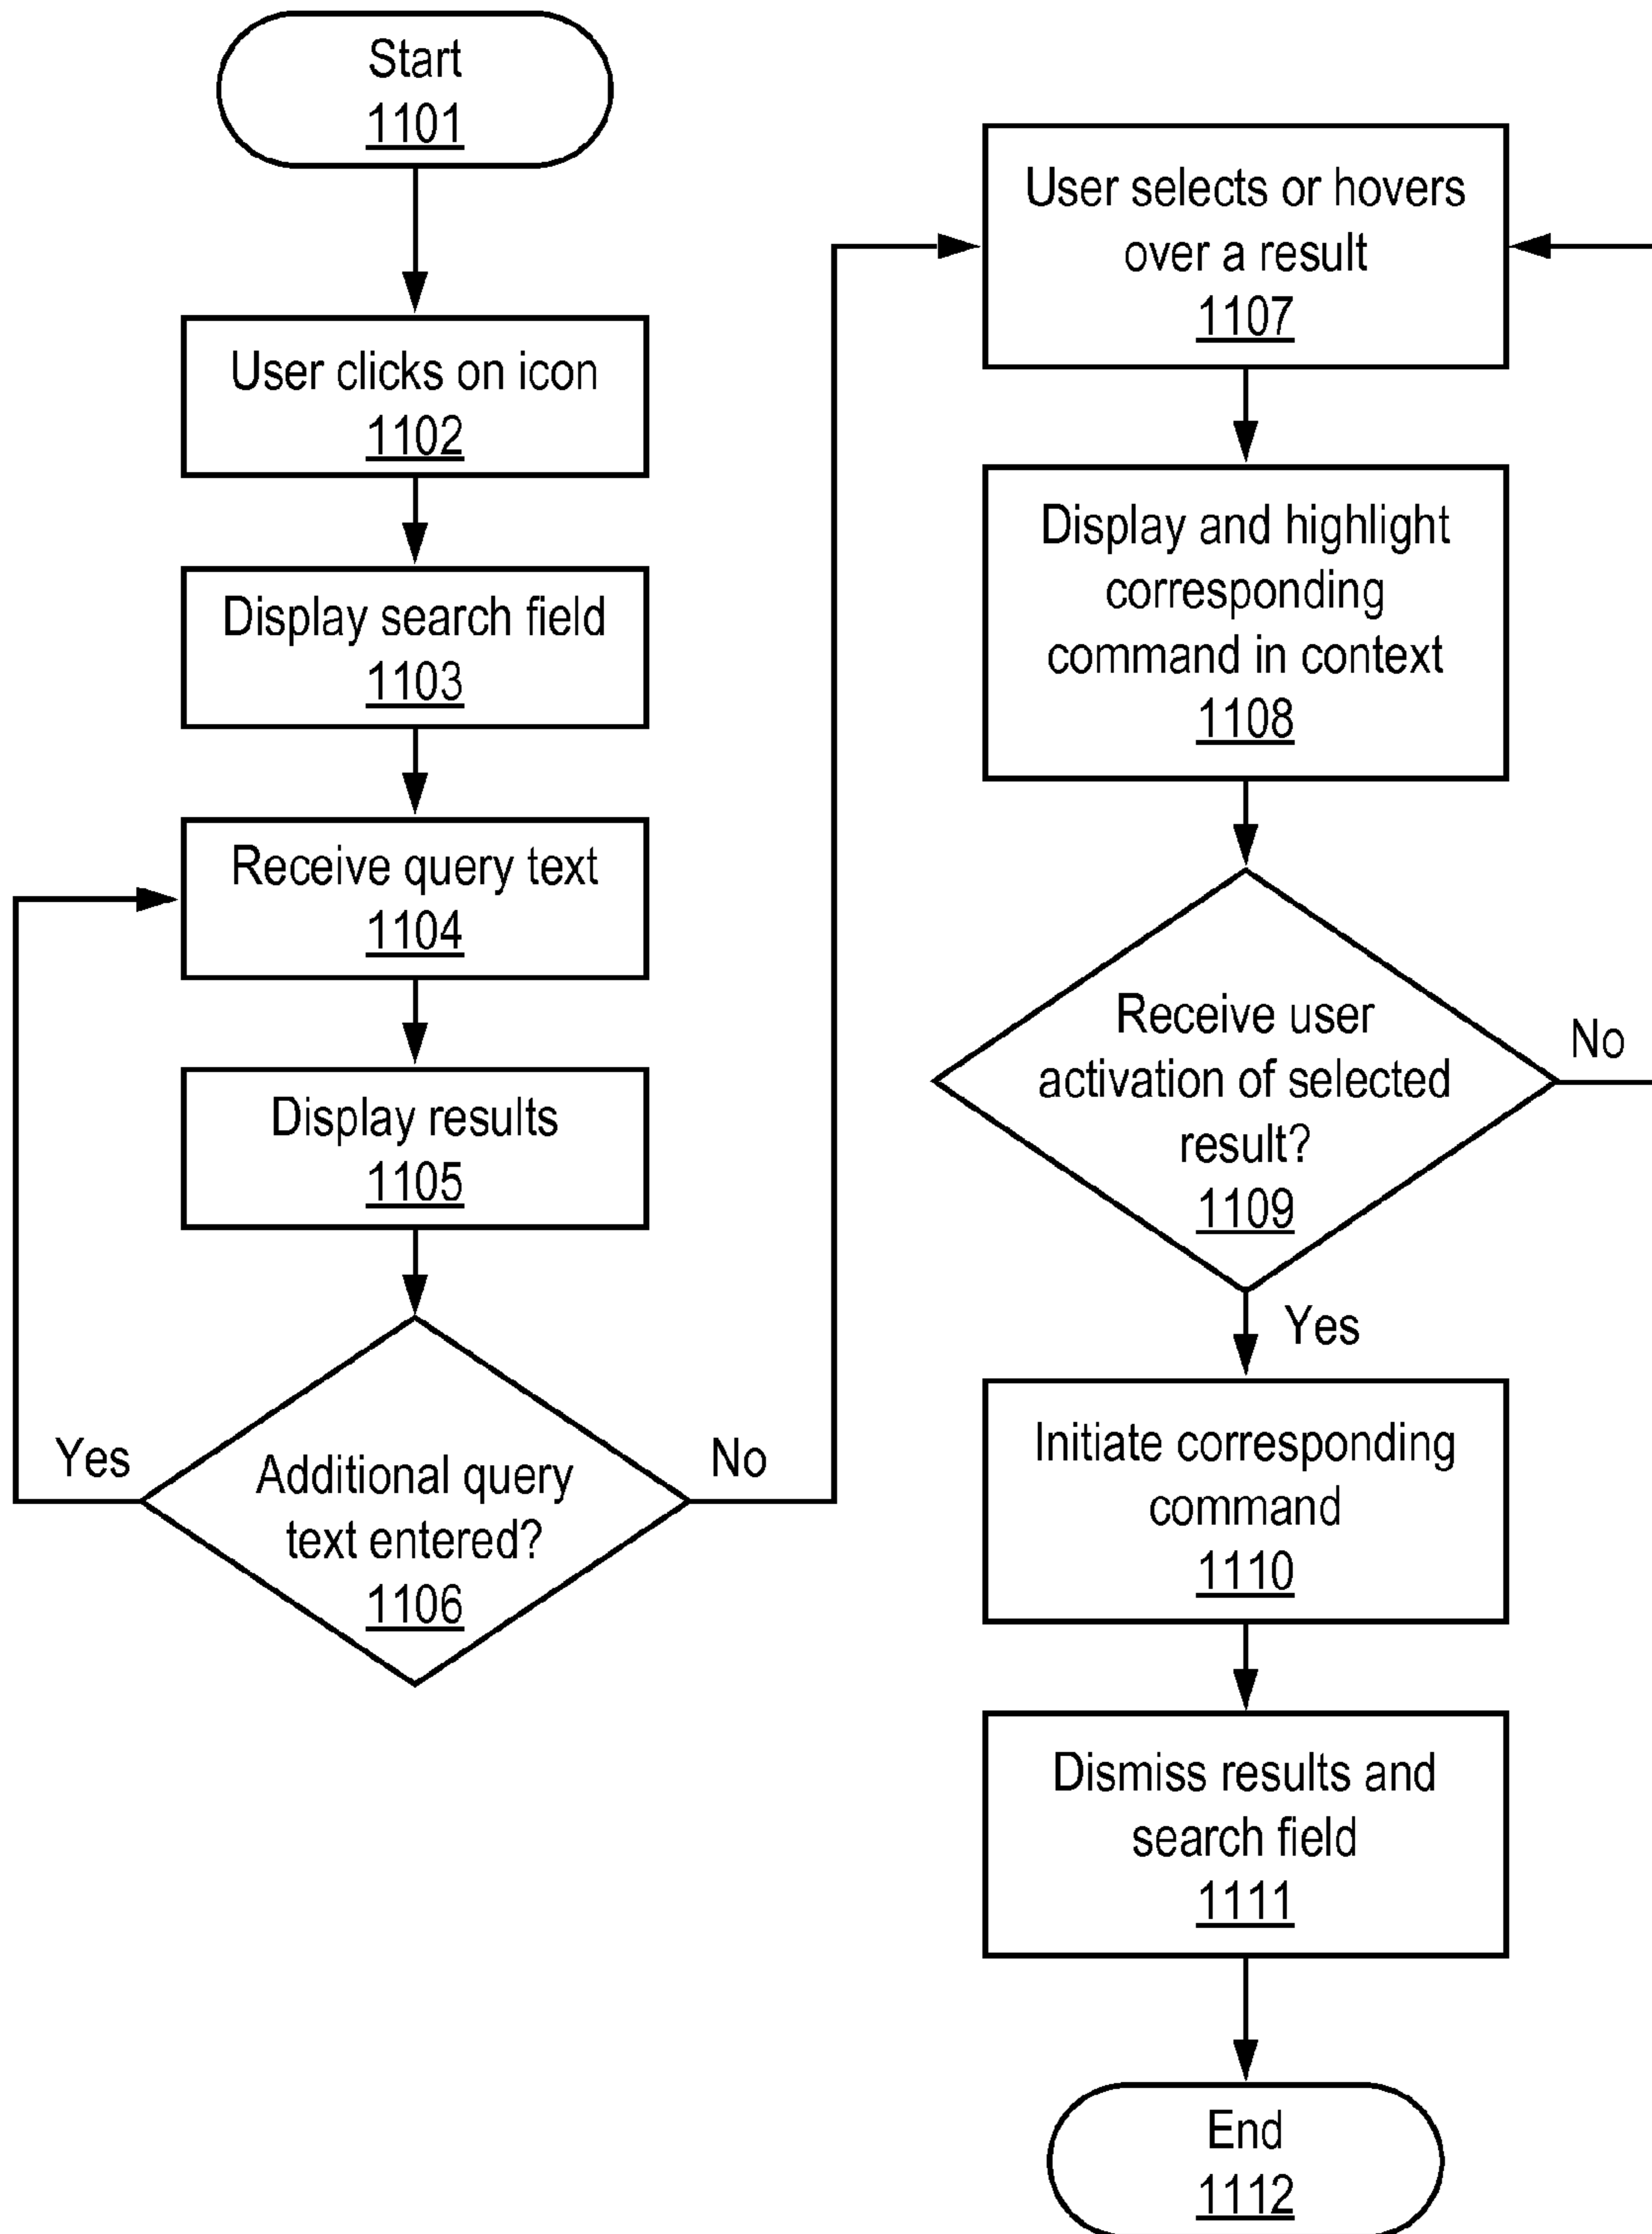 Start
1101
User clicks on icon
1102
Display search field
1103
Receive query text
1104
Display results
1105
Yes
Additional query
text entered?
1106
No
User selects or hovers
over a result
1107
Display and highlight
corresponding
command in context
1108
Receive user
activation of selected
result?
1109
No
Yes
Initiate corresponding
command
1110
Dismiss results and
search field
1111
End
1112